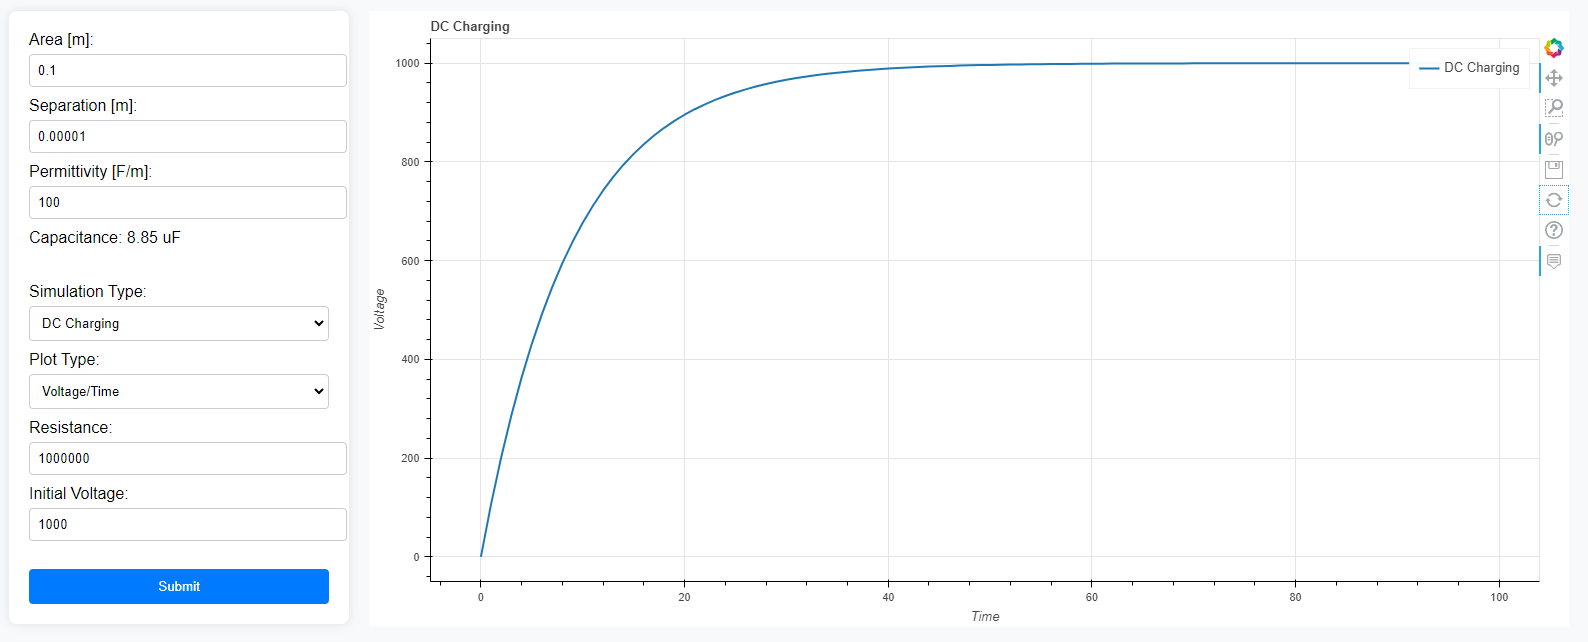 Area [m]:
0.1
Separation [m]:
0.00001
Permittivity [F/m]:
100
Capacitance: 8.85 uF
Simulation Type:
DC Charging
Plot Type:
Voltage/Time
Resistance:
1000000
Initial Voltage:
1000
Submit
DC Charging
DC Charging
Voltage
1000
800
600
400
200
0
0 20 40 60 80 100
Time